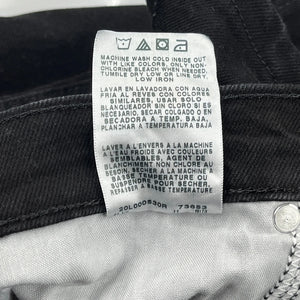 MACHINE WASH COLD INSIDE OUT
WITH LIKE COLORS, ONLY NON-
CHLORINE BLEACH WHEN NEEDED,
TUMBLE DRY LOW OR LINE DRY,
LOW IRON
LAVAR EN LAVADORA CON AGUA
FRIA AL REVES CON COLORES
SIMILARES, USAR SOLO
BLANQUEADOR SIN CLORO SI ES
NECESARIO, SECAR COLGADO O EN
SECADORA A TEMP. BAJA,
PLANCHAR A TEMPERATURA BAJA
LAVER A LA MACHINE A L'EAU
FROIDE A L'ENVERS AVEC COULEURS
SEMBLABLES, AGENT DE
BLANCHIMENT NON CHLORE AU
BESOIN, SECHER A LA MACHINE A
BASSE TEMPERATURE OU
SUSPENDRE POUR SECHER,
REPASSER A BASSE TEMPERATURE
20L000630R 73653